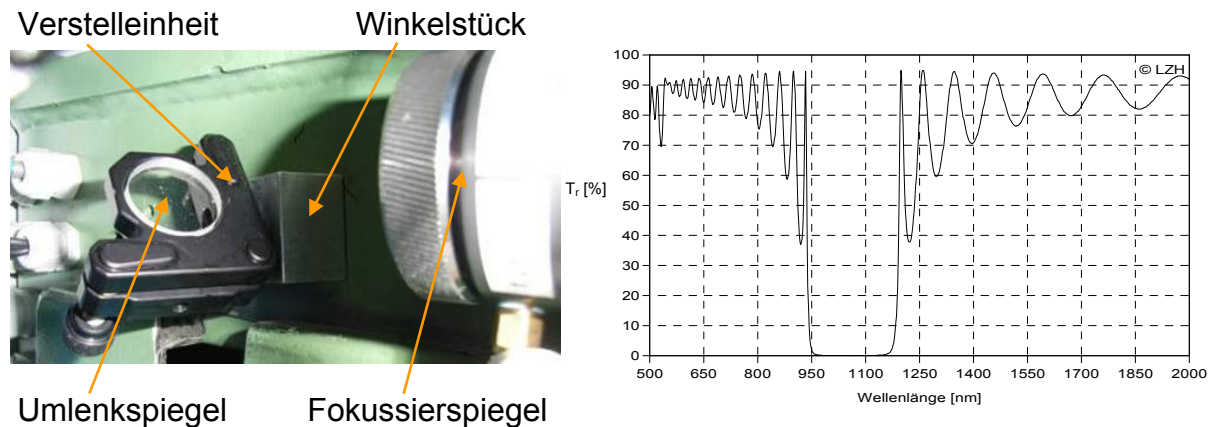 Verstelleinheit
Winkelstück
Umlenkspiegel
Fokussierspiegel
© LZH
Tr [%]
100
90
80
70
60
50
40
30
20
10
0
500 650 800 950 1100 1250 1400 1550 1700 1850 2000
Wellenlänge [nm]